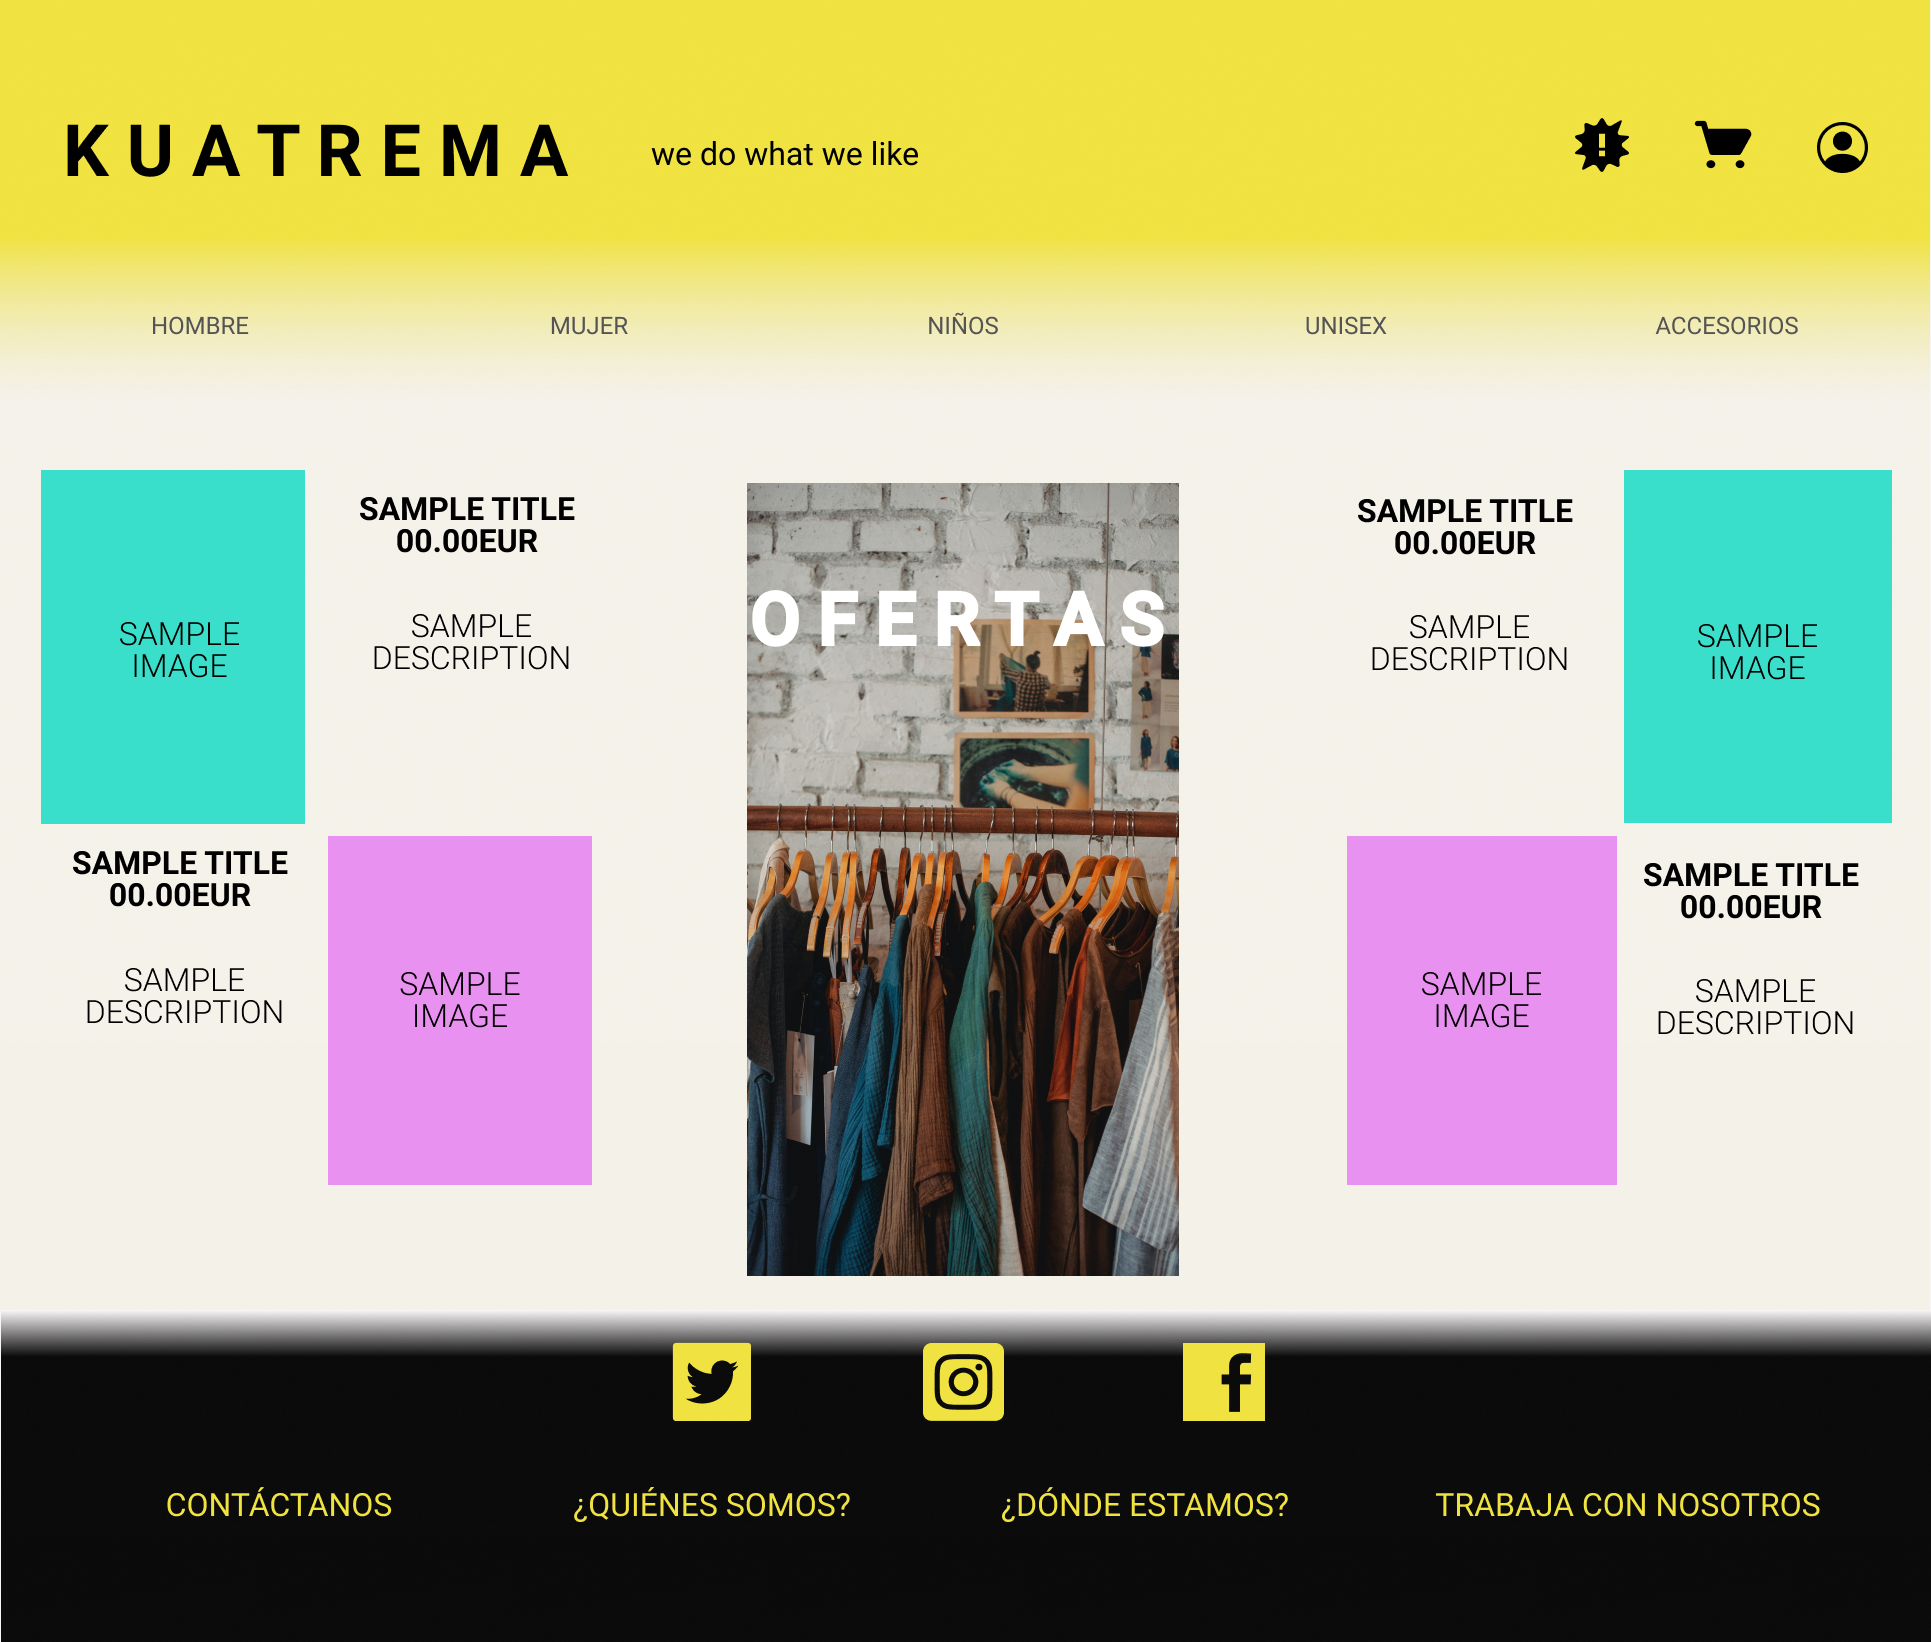 KUATREMA
we do what we like
HOMBRE
MUJER
NIÑOS
UNISEX
ACCESORIOS
SAMPLE
IMAGE
SAMPLE TITLE
00.00EUR
SAMPLE
DESCRIPTION
SAMPLE TITLE
00.00EUR
SAMPLE
DESCRIPTION
SAMPLE
IMAGE
OFERTAS
SAMPLE TITLE
00.00EUR
SAMPLE
DESCRIPTION
SAMPLE
IMAGE
SAMPLE
IMAGE
SAMPLE TITLE
00.00EUR
SAMPLE
DESCRIPTION
CONTÁCTANOS
¿QUIÉNES SOMOS?
¿DÓNDE ESTAMOS?
TRABAJA CON NOSOTROS